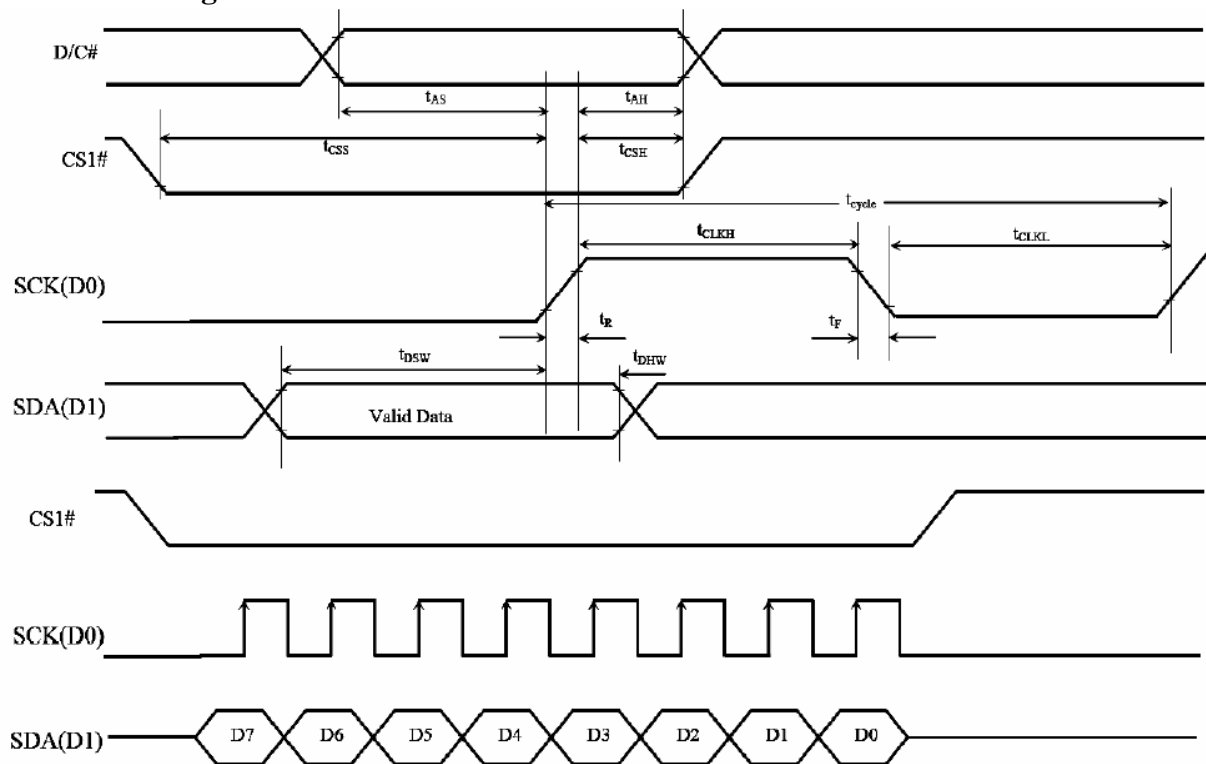 D/C#
tAS
tAH
CS1#
tCSS
tCSH
tcycle
tCLKH
tCLKL
SCK(D0)
tR
tF
tDSW
tDHW
SDA(D1)
Valid Data
CS1#
SCK(D0)
SDA(D1)
D7
D6
D5
D4
D3
D2
D1
D0